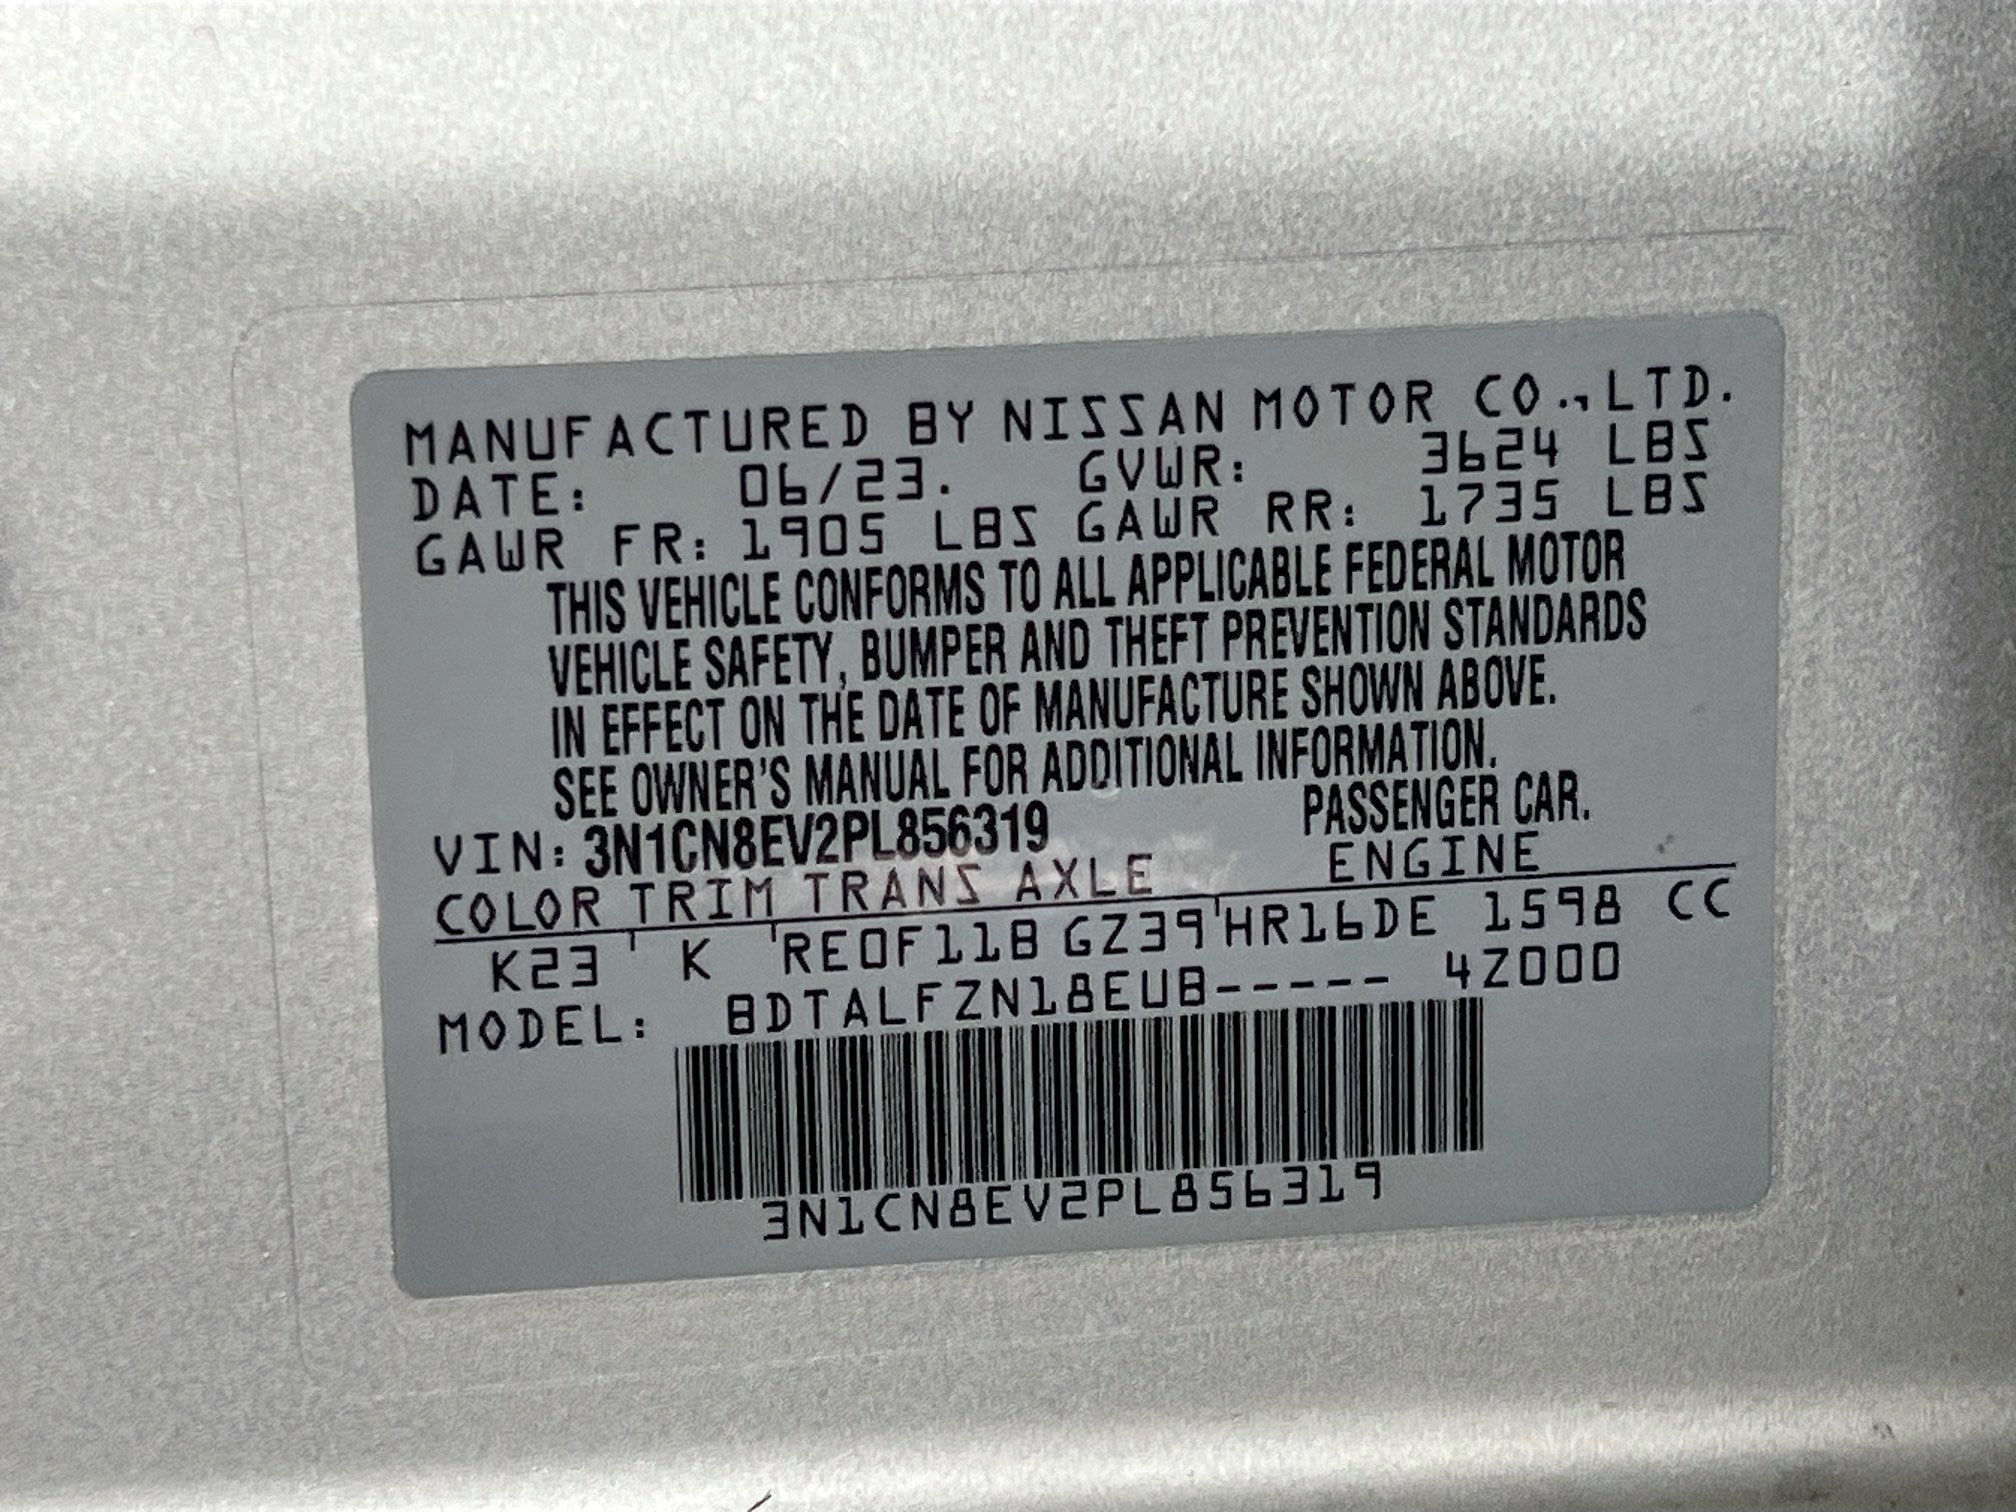 MANUFACTURED BY NISSAN MOTOR CO.,LTD.
DATE: 06/23. GVWR: 3624 LBS
GAWR FR: 1905 LBS GAWR RR: 1735 LBS
THIS VEHICLE CONFORMS TO ALL APPLICABLE FEDERAL MOTOR
VEHICLE SAFETY, BUMPER AND THEFT PREVENTION STANDARDS
IN EFFECT ON THE DATE OF MANUFACTURE SHOWN ABOVE.
SEE OWNER'S MANUAL FOR ADDITIONAL INFORMATION.
VIN: 3N1CN8EV2PL856319 PASSENGER CAR.
COLOR TRIM TRANS AXLE ENGINE
K23 K RE0F11B GZ39 HR16DE 1598 CC
MODEL: BDTALFZN18EUB----- 4Z000
3N1CN8EV2PL856319